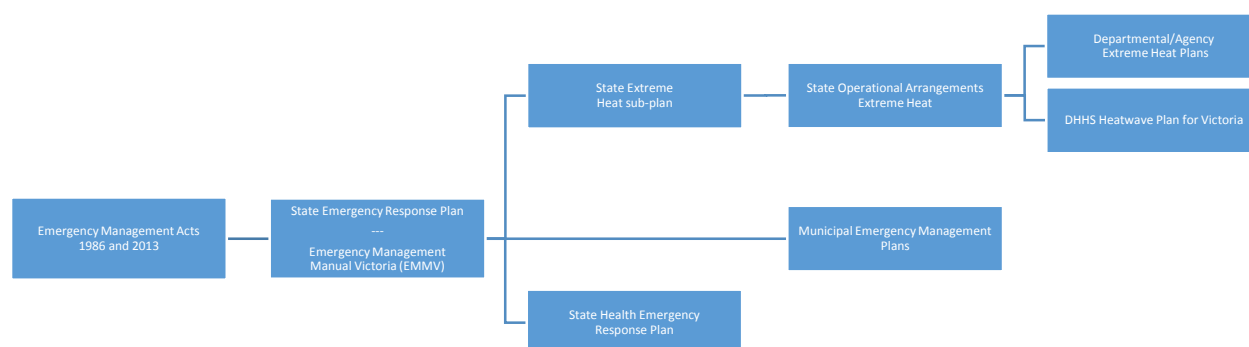 Departmental/Agency
Extreme Heat Plans
State Extreme
Heat sub-plan
State Operational Arrangements
Extreme Heat
DHHS Heatwave Plan for Victoria
Emergency Management Acts
1986 and 2013
State Emergency Response Plan
---
Emergency Management
Manual Victoria (EMMV)
Municipal Emergency Management
Plans
State Health Emergency
Response Plan